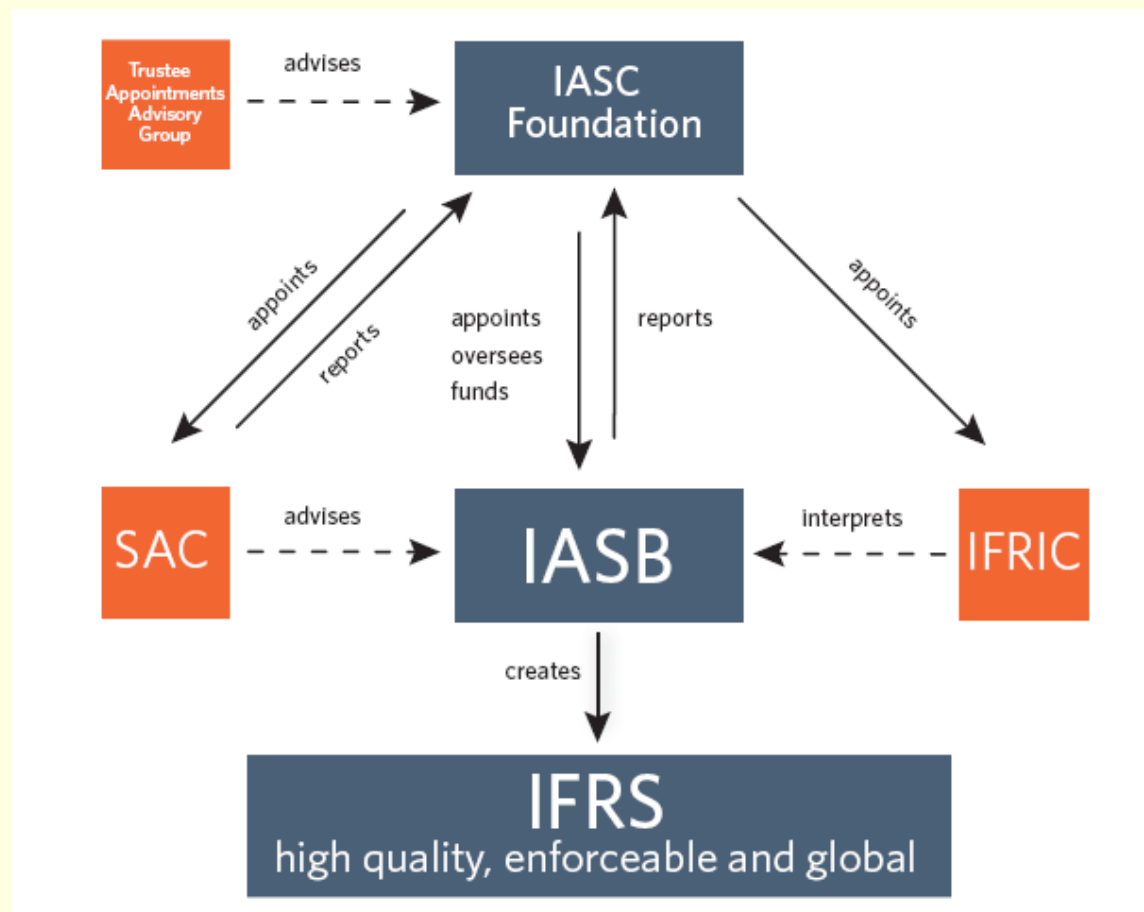 Trustee
Appointments
Advisory
Group
advises
IASC
Foundation
appoints
reports
appoints
oversees
funds
reports
appoints
SAC
advises
IASB
interprets
IFRIC
creates
IFRS
high quality, enforceable and global